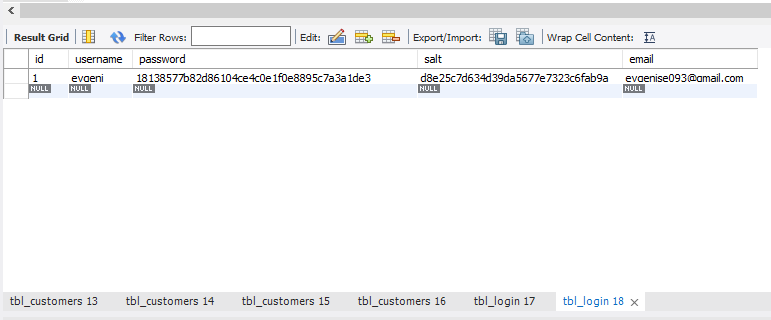 Result Grid Filter Rows: Edit: Export/Import: Wrap Cell Content: IA
id username password salt email
1 evgeni 18138577b82d86104ce4c0e1f0e8895c7a3a1de3 d8e25c7d634d39da5677e7323c6fab9a evgenise093@gmail.com
NULL NULL NULL NULL NULL
tbl_customers 13 tbl_customers 14 tbl_customers 15 tbl_customers 16 tbl_login 17 tbl_login 18